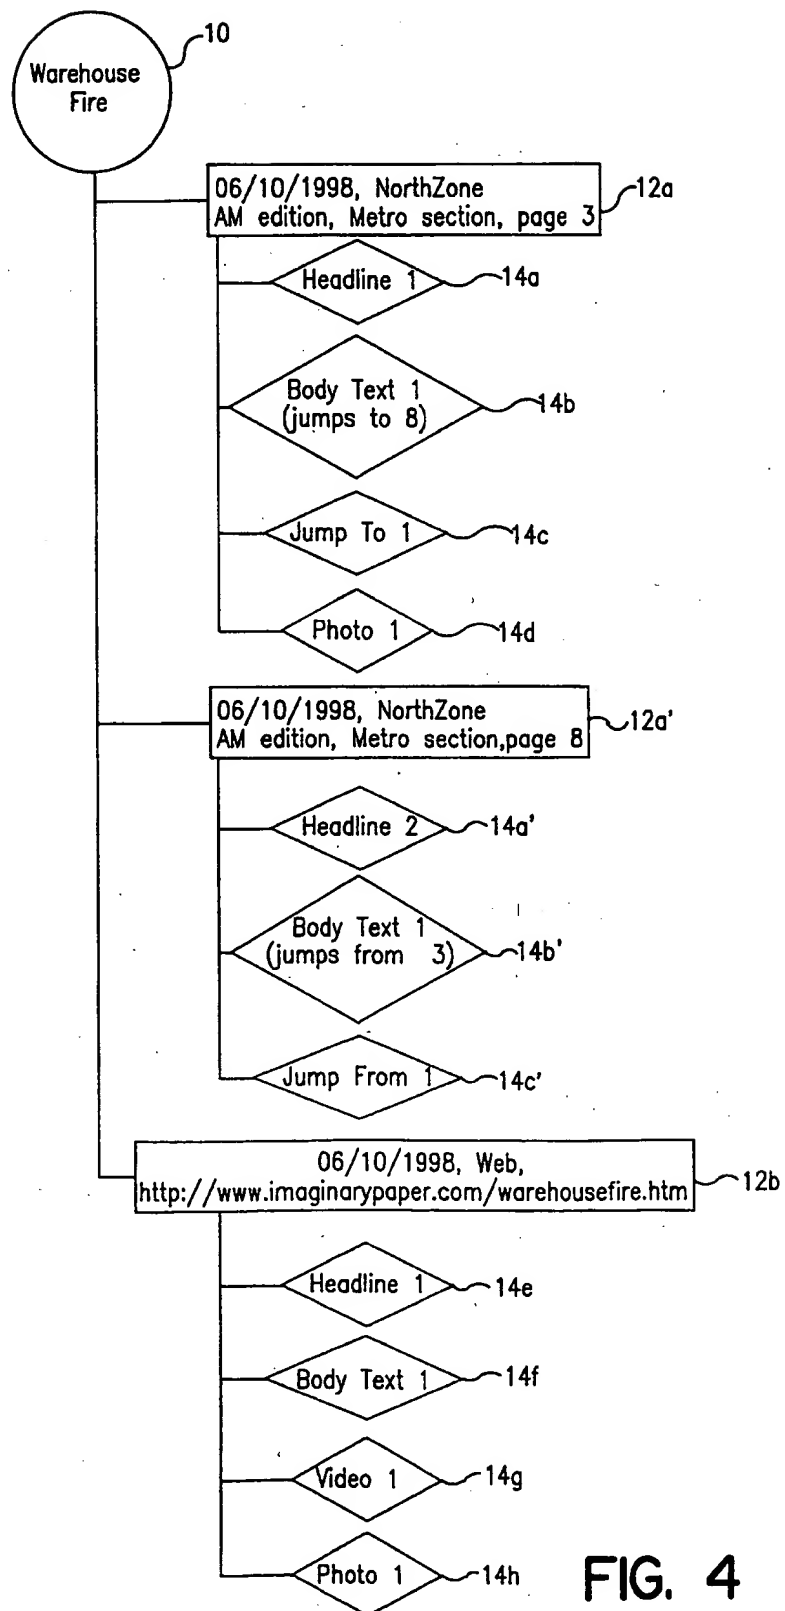 10
Warehouse
Fire
06/10/1998, NorthZone
AM edition, Metro section, page 3
12a
Headline 1
14a
Body Text 1
(jumps to 8)
14b
Jump To 1
14c
Photo 1
14d
06/10/1998, NorthZone
AM edition, Metro section,page 8
12a'
Headline 2
14a'
Body Text 1
(jumps from 3)
14b'
Jump From 1
14c'
06/10/1998, Web,
http://www.imaginarypaper.com/warehousefire.htm
12b
Headline 1
14e
Body Text 1
14f
Video 1
14g
Photo 1
14h
FIG. 4